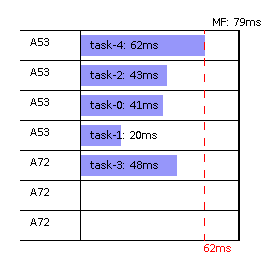 MF: 79ms
A53 task-4: 62ms
A53 task-2: 43ms
A53 task-0: 41ms
A53 task-1: 20ms
A72 task-3: 48ms
A72
A72
62ms